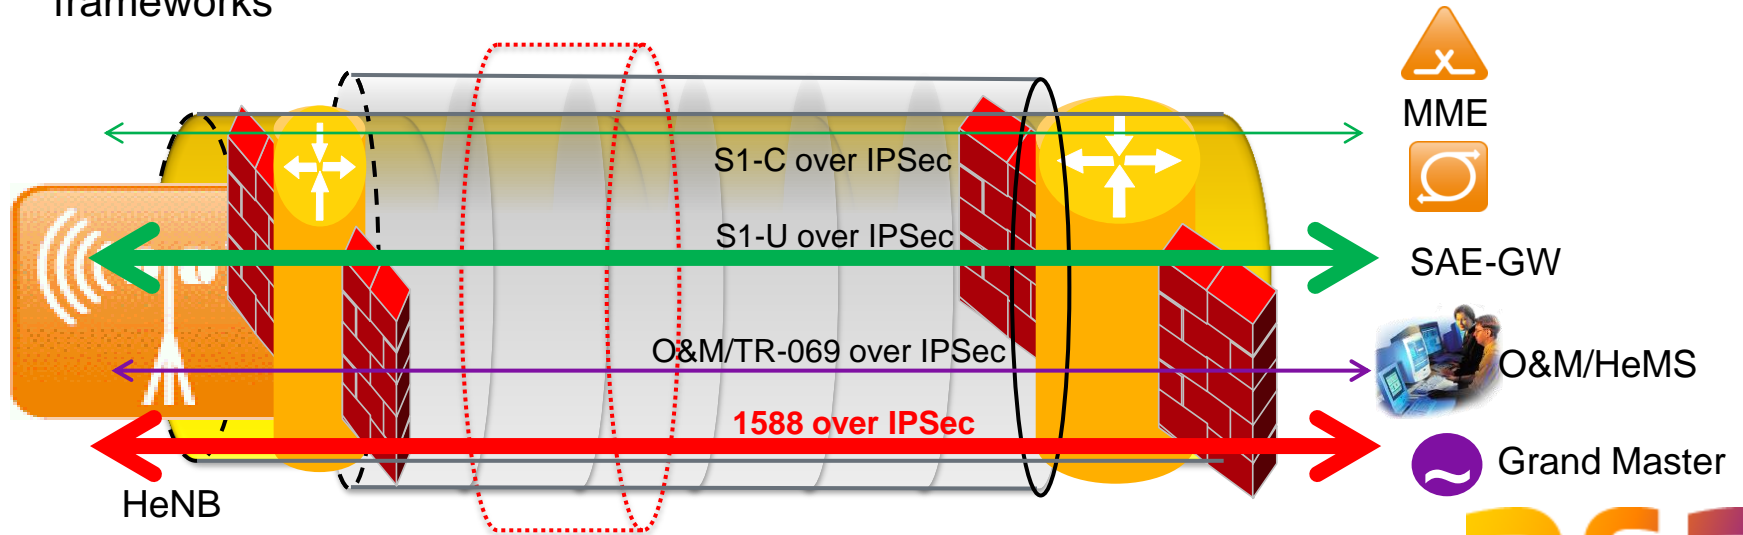 frameworks
MME
S1-C over IPSec
S1-U over IPSec
SAE-GW
O&M/TR-069 over IPSec
O&M/HeMS
1588 over IPSec
Grand Master
HeNB